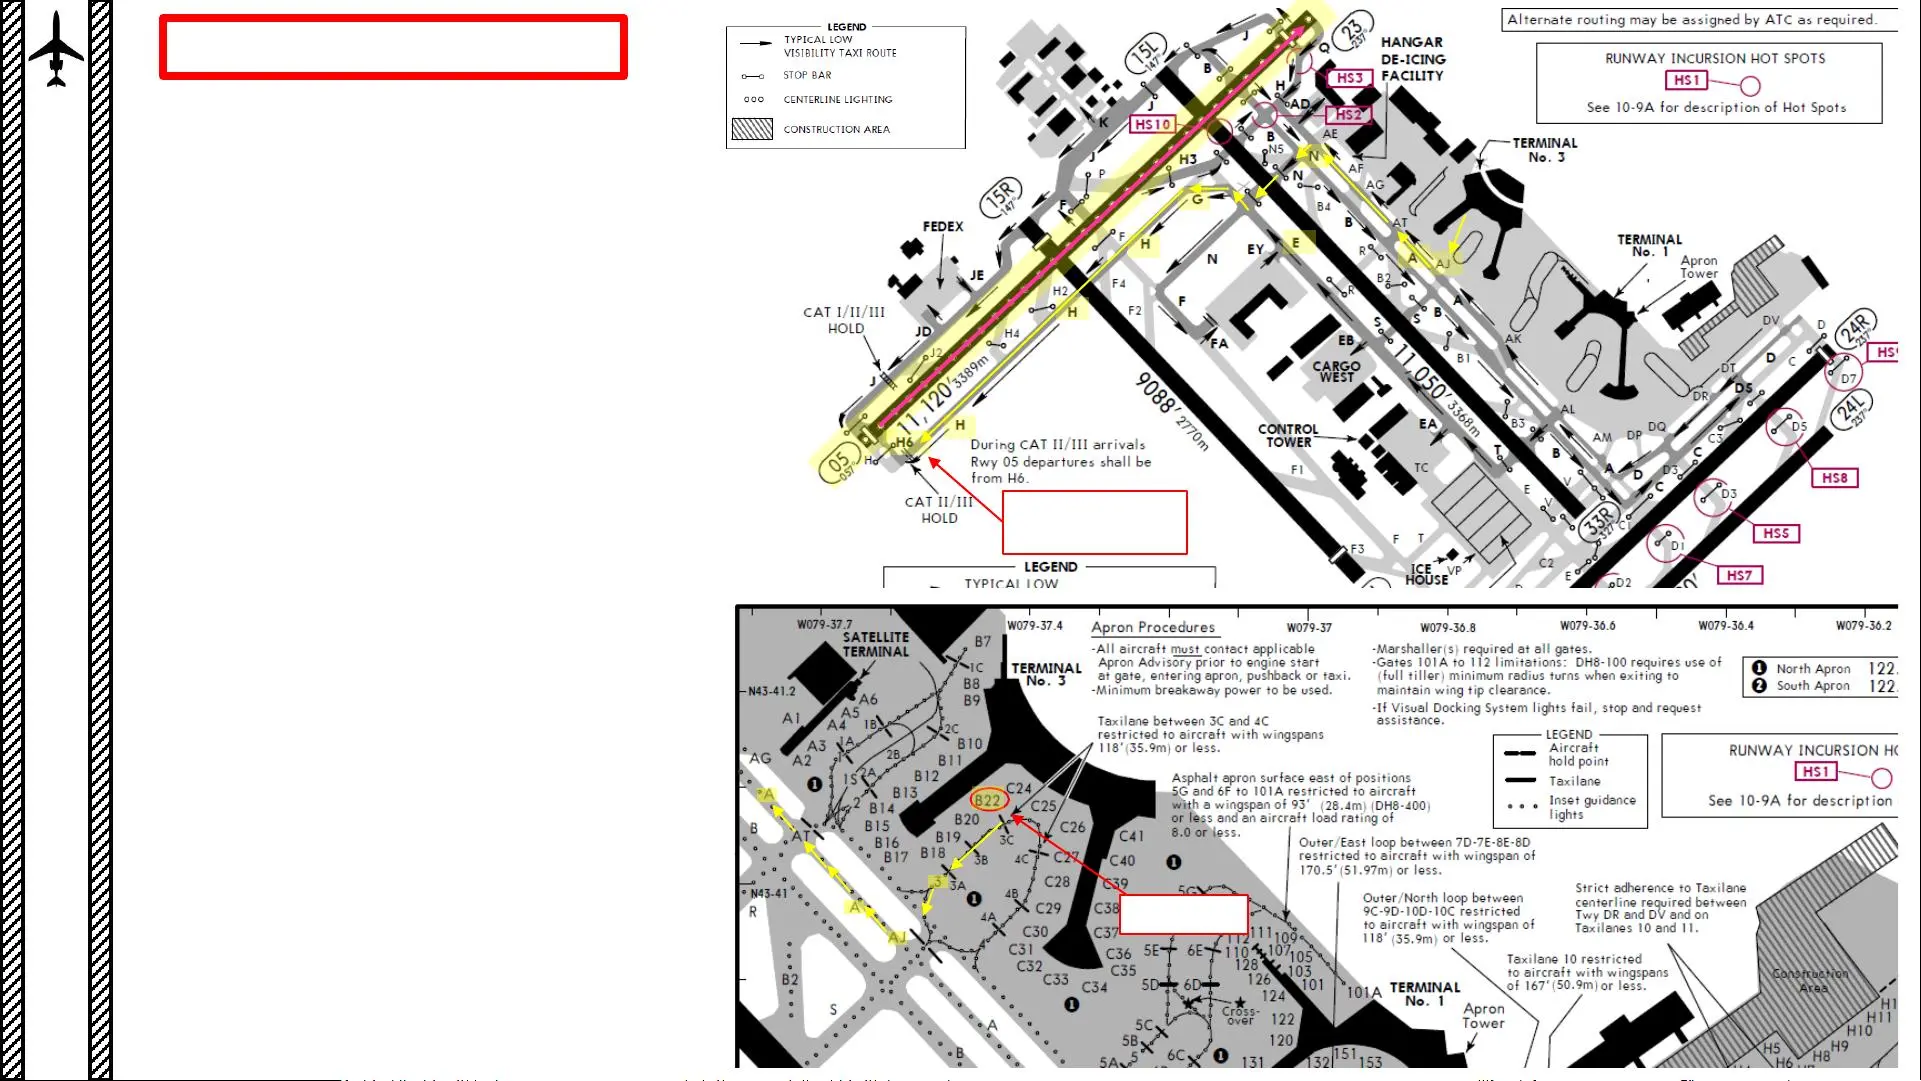 LEGEND
TYPICAL LOW
VISIBILITY TAXI ROUTE
STOP BAR
CENTERLINE LIGHTING
CONSTRUCTION AREA
Alternate routing may be assigned by ATC as required.
RUNWAY INCURSION HOT SPOTS
HS1
See 10-9A for description of Hot Spots
HANGAR
DE-ICING
FACILITY
TERMINAL
No. 3
TERMINAL
No. 1
Apron
Tower
23
237°
15L
147°
15R
147°
05
057°
24R
237°
24L
237°
33R
327°
HS3
HS2
HS10
HS8
HS5
HS7
FEDEX
CAT I/II/III
HOLD
CAT II/III
HOLD
During CAT II/III arrivals
Rwy 05 departures shall be
from H6.
11,120' 3389m
9088' 2770m
11,050' 3368m
CARGO
WEST
CONTROL
TOWER
ICE
HOUSE
J
B
Q
H
AD
AE
K
J
J
P
H3
N5
N
N
AF
AG
B4
B
AT
A
AJ
G
H
F
F
E
EY
N
R
B2
JE
JD
J2
J
H2
H4
H
F4
F2
F
FA
R
S
S
B
A
B1
AK
EB
EA
H
H6
H
TC
T
B3
AL
B
AM
DP
DQ
DR
DT
DS
DV
D
D
C
C3
D3
C
D
C
A
V
V
E
F1
F3
F
T
VP
C2
C1
E
D7
D5
D3
D1
D2
LEGEND
TYPICAL LOW
W079-37.7
W079-37.4
W079-37
W079-36.8
W079-36.6
W079-36.4
W079-36.2
N43-41.2
N43-41
SATELLITE
TERMINAL
TERMINAL
No. 3
Apron Procedures
-All aircraft must contact applicable
Apron Advisory prior to engine start
at gate, entering apron, pushback or taxi.
-Minimum breakaway power to be used.
-Marshaller(s) required at all gates.
-Gates 101A to 112 limitations: DH8-100 requires use of
(full tiller) minimum radius turns when exiting to
maintain wing tip clearance.
-If Visual Docking System lights fail, stop and request
assistance.
1 North Apron 122.
2 South Apron 122.
Taxilane between 3C and 4C
restricted to aircraft with wingspans
118' (35.9m) or less.
LEGEND
Aircraft
hold point
Taxilane
Inset guidance
lights
RUNWAY INCURSION HO
HS1
See 10-9A for description
Asphalt apron surface east of positions
5G and 6F to 101A restricted to aircraft
with a wingspan of 93' (28.4m) (DH8-400)
or less and an aircraft load rating of
8.0 or less.
Outer/East loop between 7D-7E-8E-8D
restricted to aircraft with wingspan of
170.5' (51.97m) or less.
Outer/North loop between
9C-9D-10D-10C restricted
to aircraft with wingspan of
118' (35.9m) or less.
Strict adherence to Taxilane
centerline required between
Twy DR and DV and on
Taxilanes 10 and 11.
Taxilane 10 restricted
to aircraft with wingspans
of 167' (50.9m) or less.
Construction
Area
TERMINAL
No. 1
Apron
Tower
B7
1C
B8
B9
A6
A5
A4
A1
1B
2C
1A
A3
A2
2B
B10
B11
AG
1
1S
2A
B12
B13
B14
2
B22
C24
C25
C26
B20
B15
B16
B17
B19
B18
3C
3B
4C
C27
C41
C40
C39
C38
C37
A
B
AT
3
3A
C28
4B
C29
4A
A
AJ
R
C30
C31
C32
C33
C34
C35
C36
5G
5E
6E
5D
6D
5C
5B
5A
5
6C
112
111
109
110
107
105
128
103
126
101
124
101A
122
120
131
132
151
153
Cross-
over
B2
S
A
B
H1
H11
H10
H9
H8
H7
H6
H5